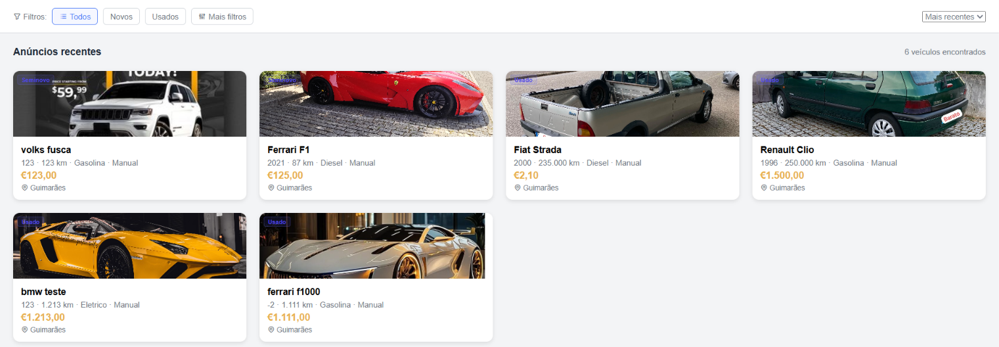 Filtros: Todos Novos Usados Mais filtros Mais recentes
Anúncios recentes 6 veículos encontrados
TODAY!
Seminovo
PRICE STARTING FROM
$59,99
volks fusca
123 · 123 km · Gasolina · Manual
€123,00
Guimarães
Seminovo
Ferrari F1
2021 · 87 km · Diesel · Manual
€125,00
Guimarães
Usado
Fiat Strada
2000 · 235.000 km · Diesel · Manual
€2,10
Guimarães
Usado
Barato
Renault Clio
1996 · 250.000 km · Gasolina · Manual
€1.500,00
Guimarães
Usado
bmw teste
123 · 1.213 km · Eletrico · Manual
€1.213,00
Guimarães
Usado
ferrari f1000
-2 · 1.111 km · Gasolina · Manual
€1.111,00
Guimarães